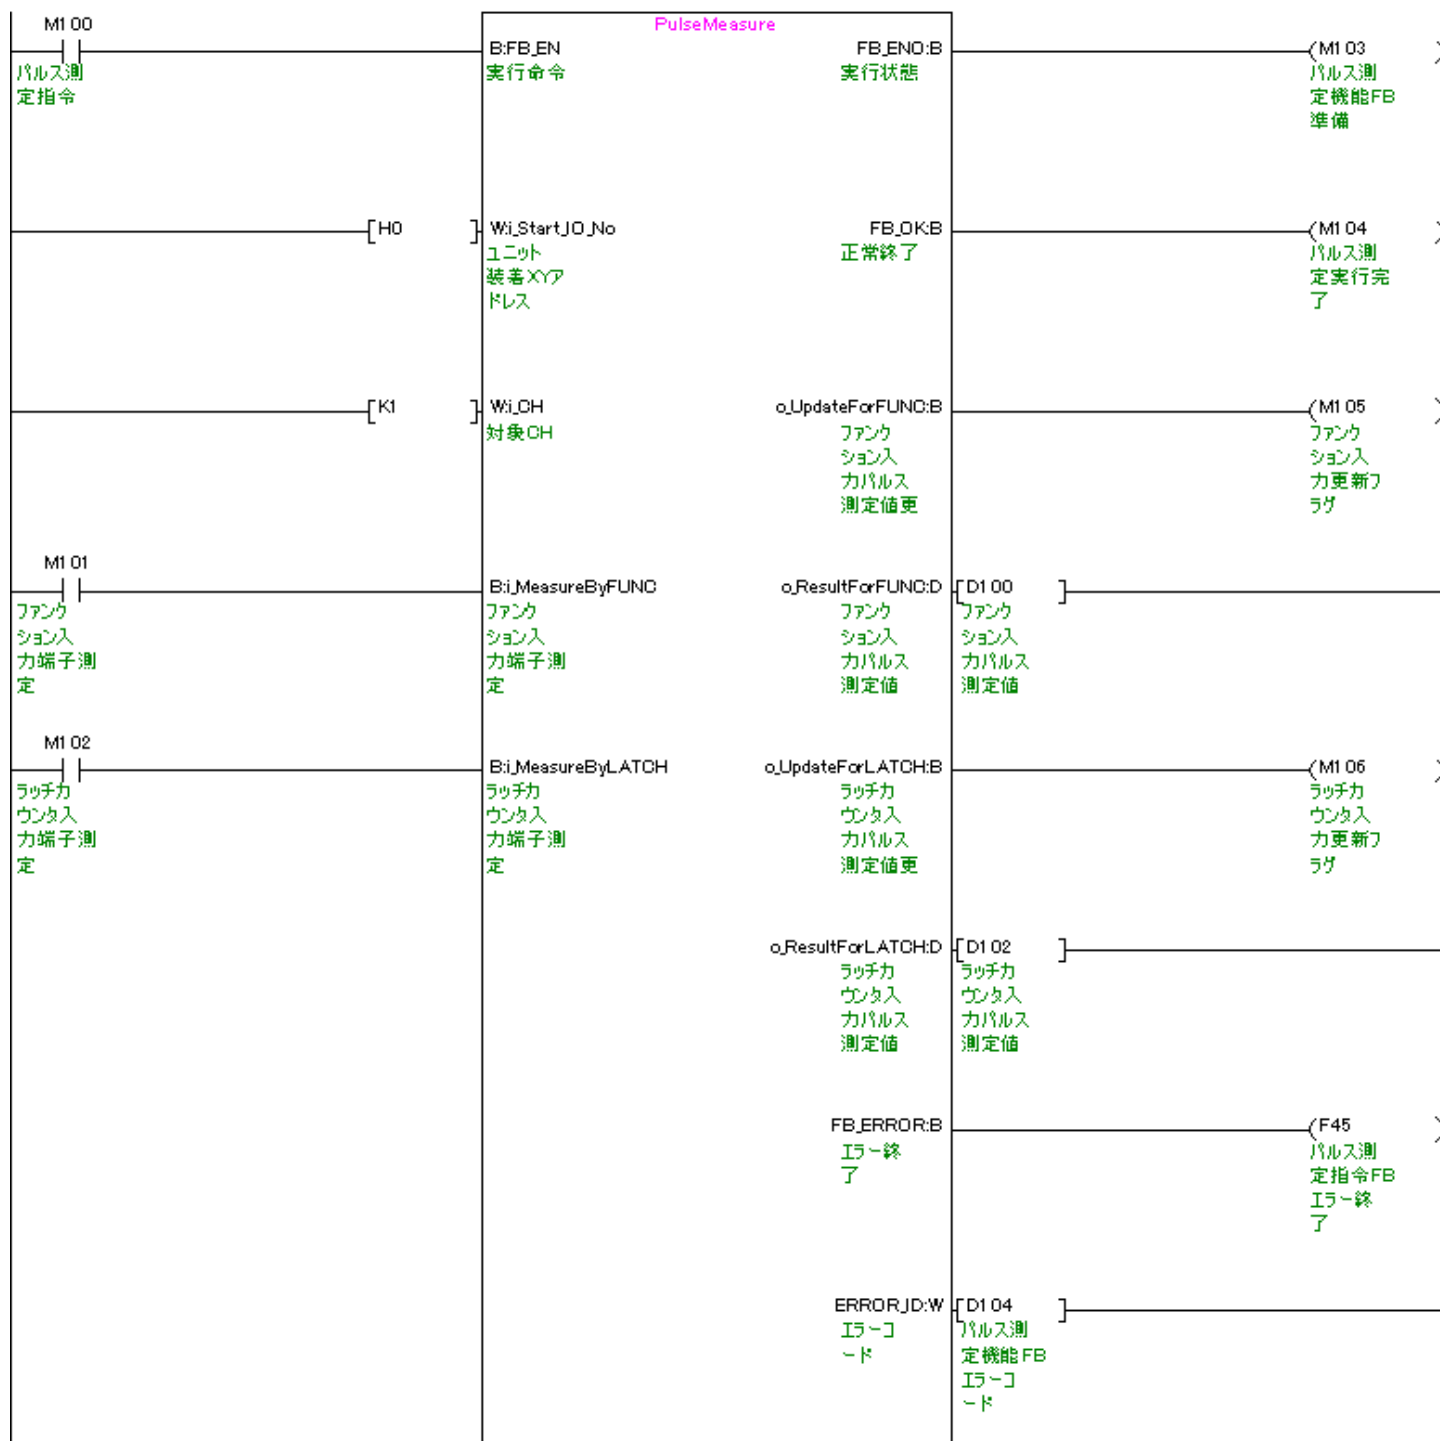 PulseMeasure
M100
パルス測
定指令
B:FB_EN
実行命令
FB_ENO:B
実行状態
(M103
パルス測
定機能FB
準備
[H0 ]
W:i_Start_IO_No
ユニット
装着XYア
ドレス
FB_OK:B
正常終了
(M104
パルス測
定実行完
了
[K1 ]
W:i_CH
対象CH
o_UpdateForFUNC:B
ファンク
ション入
力パルス
測定値更
(M105
ファンク
ション入
力更新フ
ラグ
M101
ファンク
ション入
力端子測
定
B:i_MeasureByFUNC
ファンク
ション入
力端子測
定
o_ResultForFUNC:D
ファンク
ション入
力パルス
測定値
[D100 ]
ファンク
ション入
力パルス
測定値
M102
ラッチカ
ウンタ入
力端子測
定
B:i_MeasureByLATCH
ラッチカ
ウンタ入
力端子測
定
o_UpdateForLATCH:B
ラッチカ
ウンタ入
力パルス
測定値更
(M106
ラッチカ
ウンタ入
力更新フ
ラグ
o_ResultForLATCH:D
ラッチカ
ウンタ入
力パルス
測定値
[D102 ]
ラッチカ
ウンタ入
力パルス
測定値
FB_ERROR:B
エラー終
了
(F45
パルス測
定指令FB
エラー終
了
ERROR_ID:W
エラーコ
ード
[D104 ]
パルス測
定機能FB
エラーコ
ード